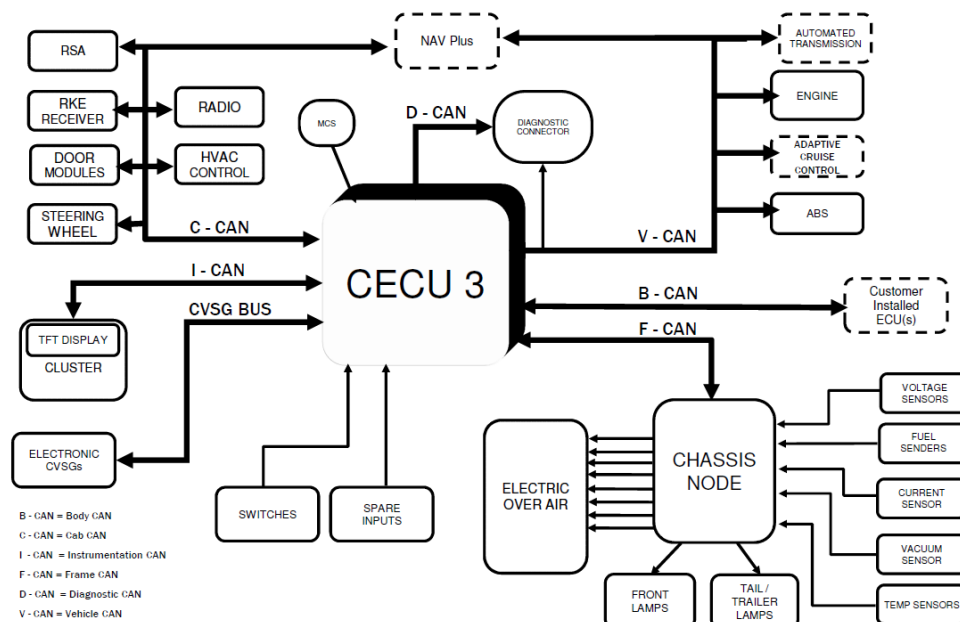 RSA
NAV Plus
AUTOMATED
TRANSMISSION
RKE
RECEIVER
RADIO
MCS
D - CAN
DIAGNOSTIC
CONNECTOR
ENGINE
DOOR
MODULES
HVAC
CONTROL
ADAPTIVE
CRUISE
CONTROL
STEERING
WHEEL
C - CAN
V - CAN
ABS
I - CAN
CECU 3
B - CAN
Customer
Installed
ECU(s)
CVSG BUS
F - CAN
TFT DISPLAY
CLUSTER
ELECTRONIC
CVSGs
SWITCHES
SPARE
INPUTS
ELECTRIC
OVER AIR
CHASSIS
NODE
VOLTAGE
SENSORS
FUEL
SENDERS
CURRENT
SENSOR
VACUUM
SENSOR
TEMP SENSORS
FRONT
LAMPS
TAIL /
TRAILER
LAMPS
B - CAN = Body CAN
C - CAN = Cab CAN
I - CAN = Instrumentation CAN
F - CAN = Frame CAN
D - CAN = Diagnostic CAN
V - CAN = Vehicle CAN